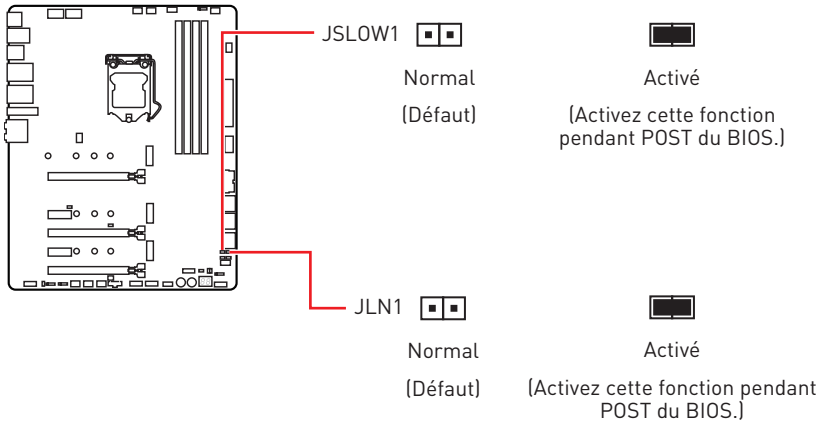 JSLOW1
Normal
(Défaut)
Activé
(Activez cette fonction
pendant POST du BIOS.)
JLN1
Normal
(Défaut)
Activé
(Activez cette fonction pendant
POST du BIOS.)